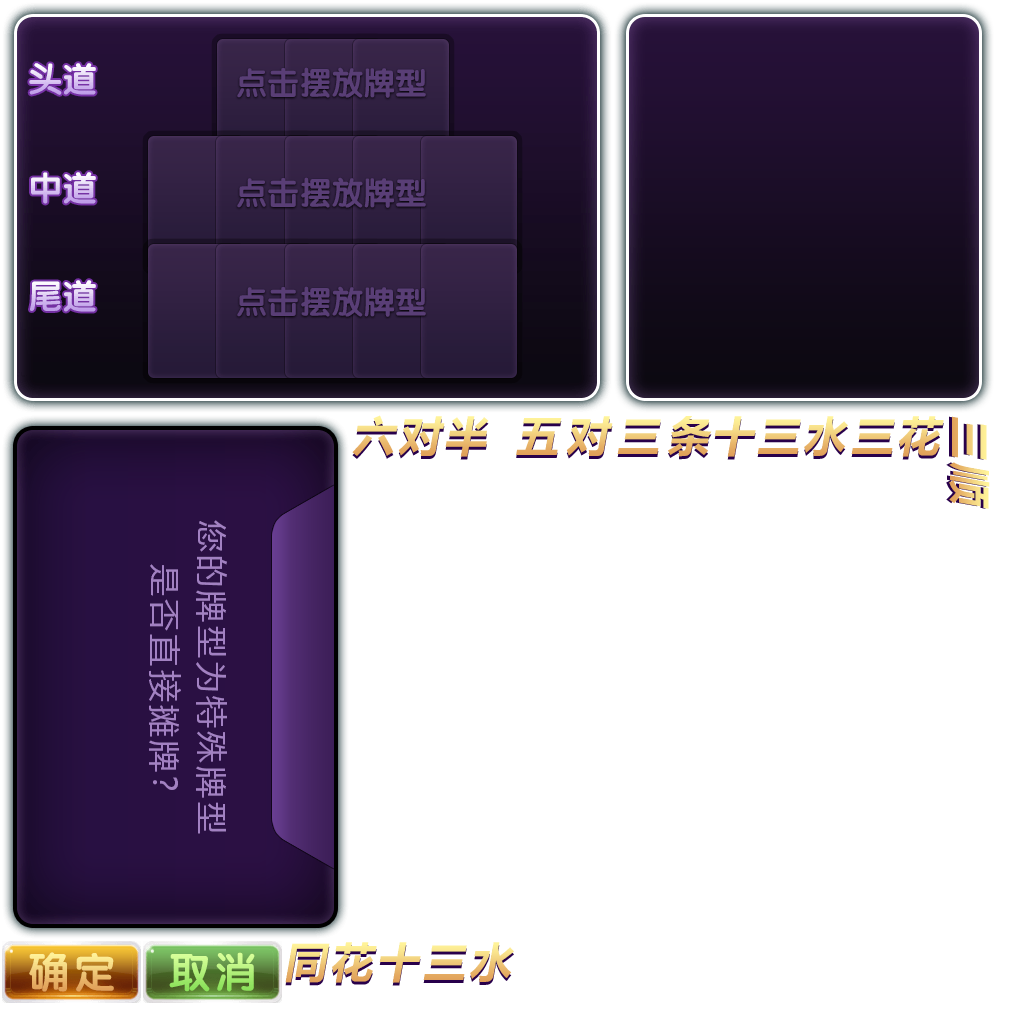 头道
点击摆放牌型
中道
点击摆放牌型
尾道
点击摆放牌型
六对半
五对三条
十三水
三花
三顺
您的牌型为特殊牌型
是否直接摊牌?
确定
取消
同花十三水